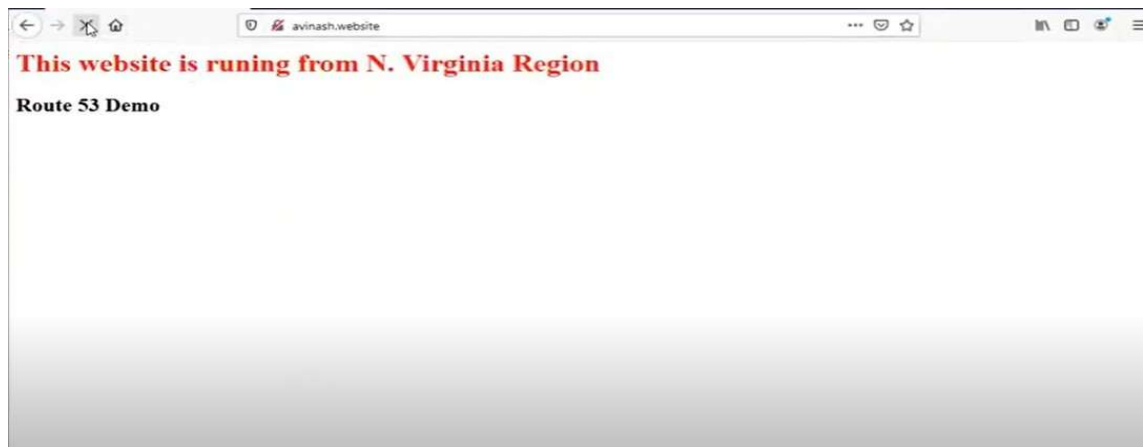 avinash.website
This website is runing from N. Virginia Region
Route 53 Demo